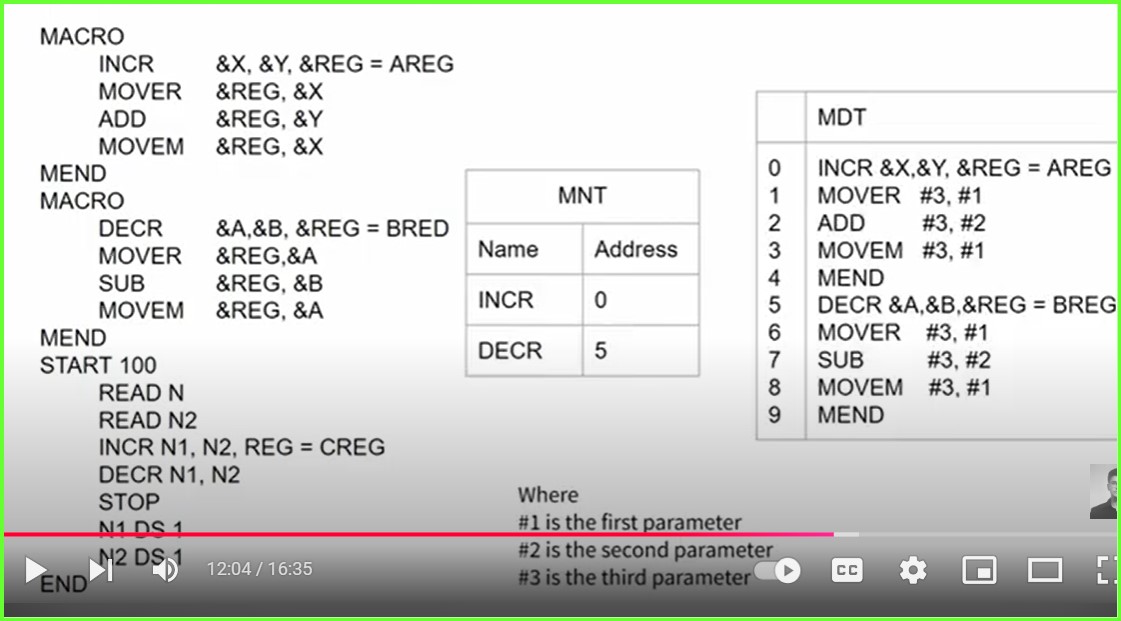 MACRO
INCR &X, &Y, &REG = AREG
MOVER &REG, &X
ADD &REG, &Y
MOVEM &REG, &X
MEND
MACRO
DECR &A,&B, &REG = BRED
MOVER &REG,&A
SUB &REG, &B
MOVEM &REG, &A
MEND
START 100
READ N
READ N2
INCR N1, N2, REG = CREG
DECR N1, N2
STOP
N1 DS 1
N2 DS 1
END
MNT
Name Address
INCR 0
DECR 5
MDT
0 INCR &X,&Y, &REG = AREG
1 MOVER #3, #1
2 ADD #3, #2
3 MOVEM #3, #1
4 MEND
5 DECR &A,&B,&REG = BREG
6 MOVER #3, #1
7 SUB #3, #2
8 MOVEM #3, #1
9 MEND
Where
#1 is the first parameter
#2 is the second parameter
#3 is the third parameter
12:04 / 16:35
CC